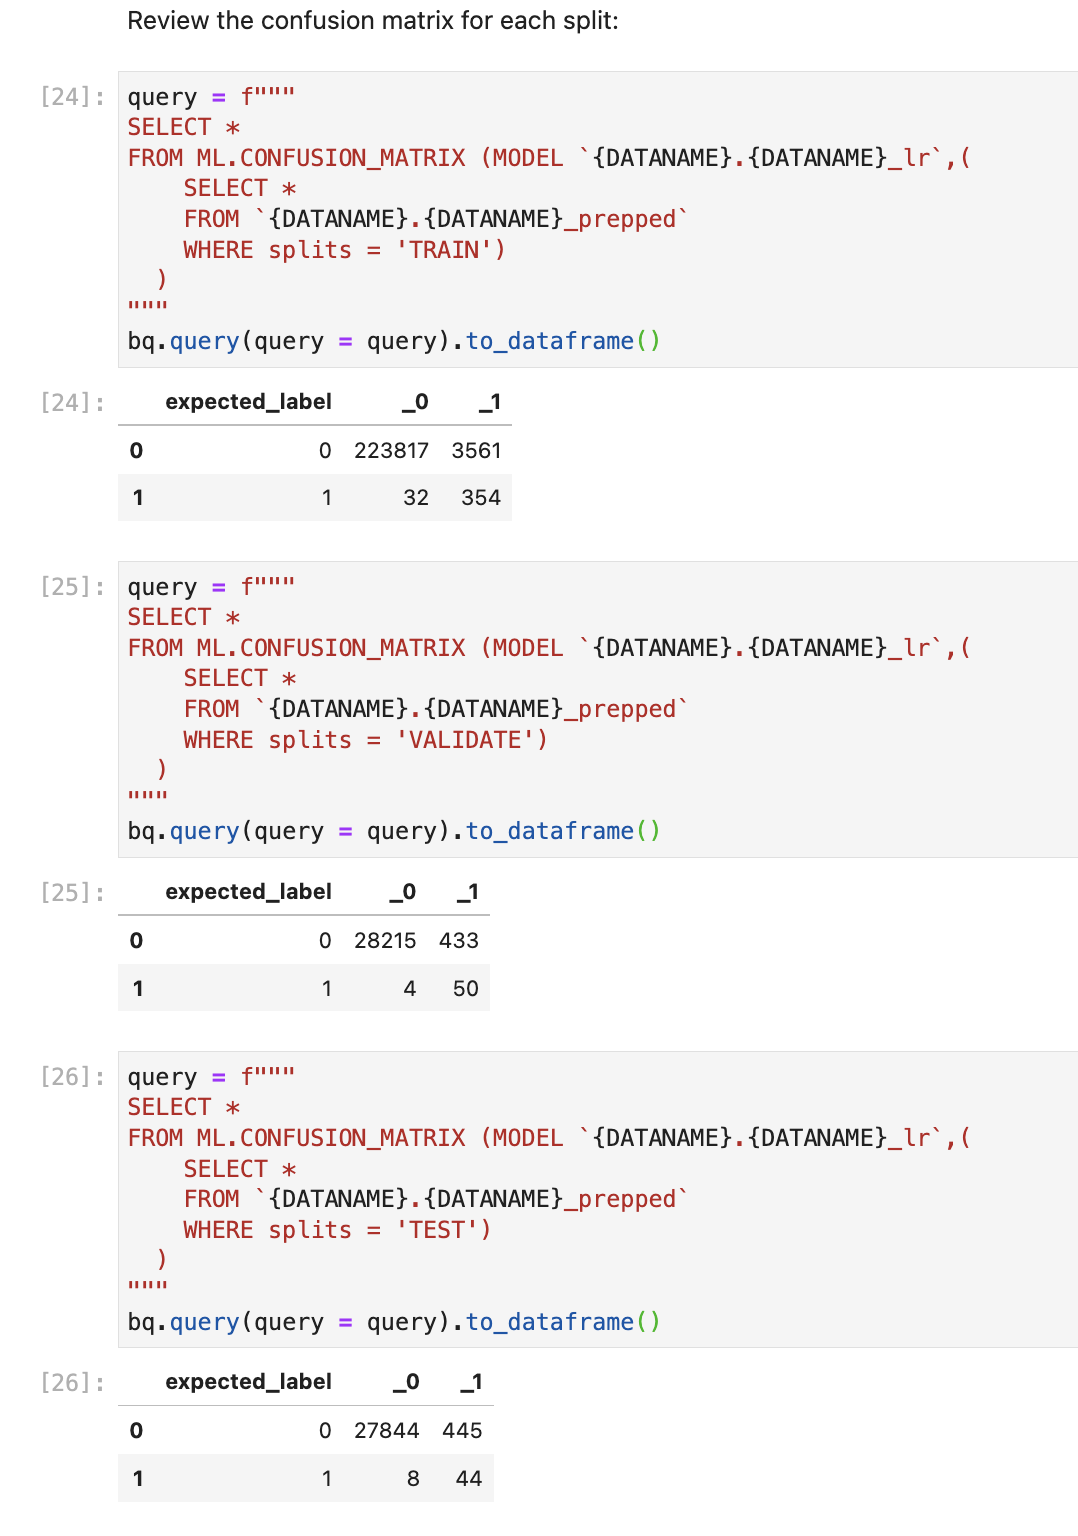 Review the confusion matrix for each split:
[24]: query = f"""
SELECT *
FROM ML.CONFUSION_MATRIX (MODEL `{DATANAME}.{DATANAME}_lr`,(
    SELECT *
    FROM `{DATANAME}.{DATANAME}_prepped`
    WHERE splits = 'TRAIN')
  )
"""
bq.query(query = query).to_dataframe()
[24]: expected_label _0 _1
0 0 223817 3561
1 1 32 354
[25]: query = f"""
SELECT *
FROM ML.CONFUSION_MATRIX (MODEL `{DATANAME}.{DATANAME}_lr`,(
    SELECT *
    FROM `{DATANAME}.{DATANAME}_prepped`
    WHERE splits = 'VALIDATE')
  )
"""
bq.query(query = query).to_dataframe()
[25]: expected_label _0 _1
0 0 28215 433
1 1 4 50
[26]: query = f"""
SELECT *
FROM ML.CONFUSION_MATRIX (MODEL `{DATANAME}.{DATANAME}_lr`,(
    SELECT *
    FROM `{DATANAME}.{DATANAME}_prepped`
    WHERE splits = 'TEST')
  )
"""
bq.query(query = query).to_dataframe()
[26]: expected_label _0 _1
0 0 27844 445
1 1 8 44